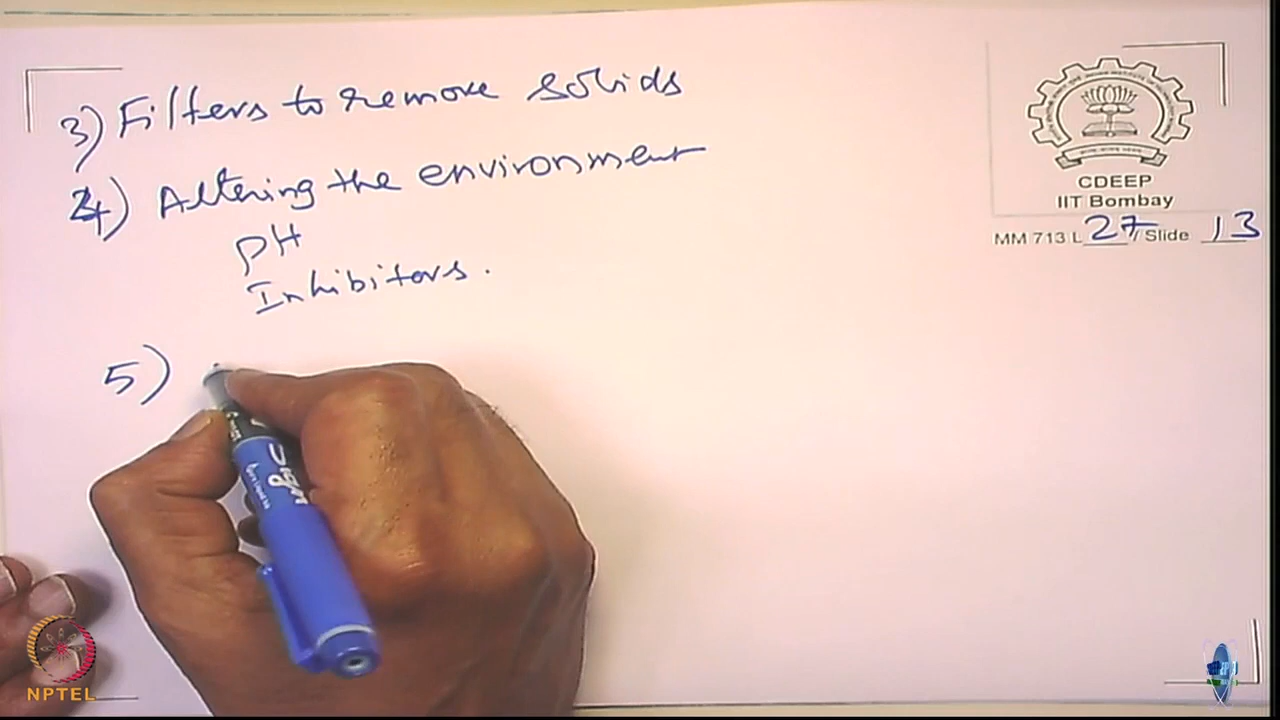 3) Filters to remove solids
4) Altering the environment
pH
Inhibitors.
5)
CDEEP
IIT Bombay
MM 713 L 27 / Slide 13
NPTEL